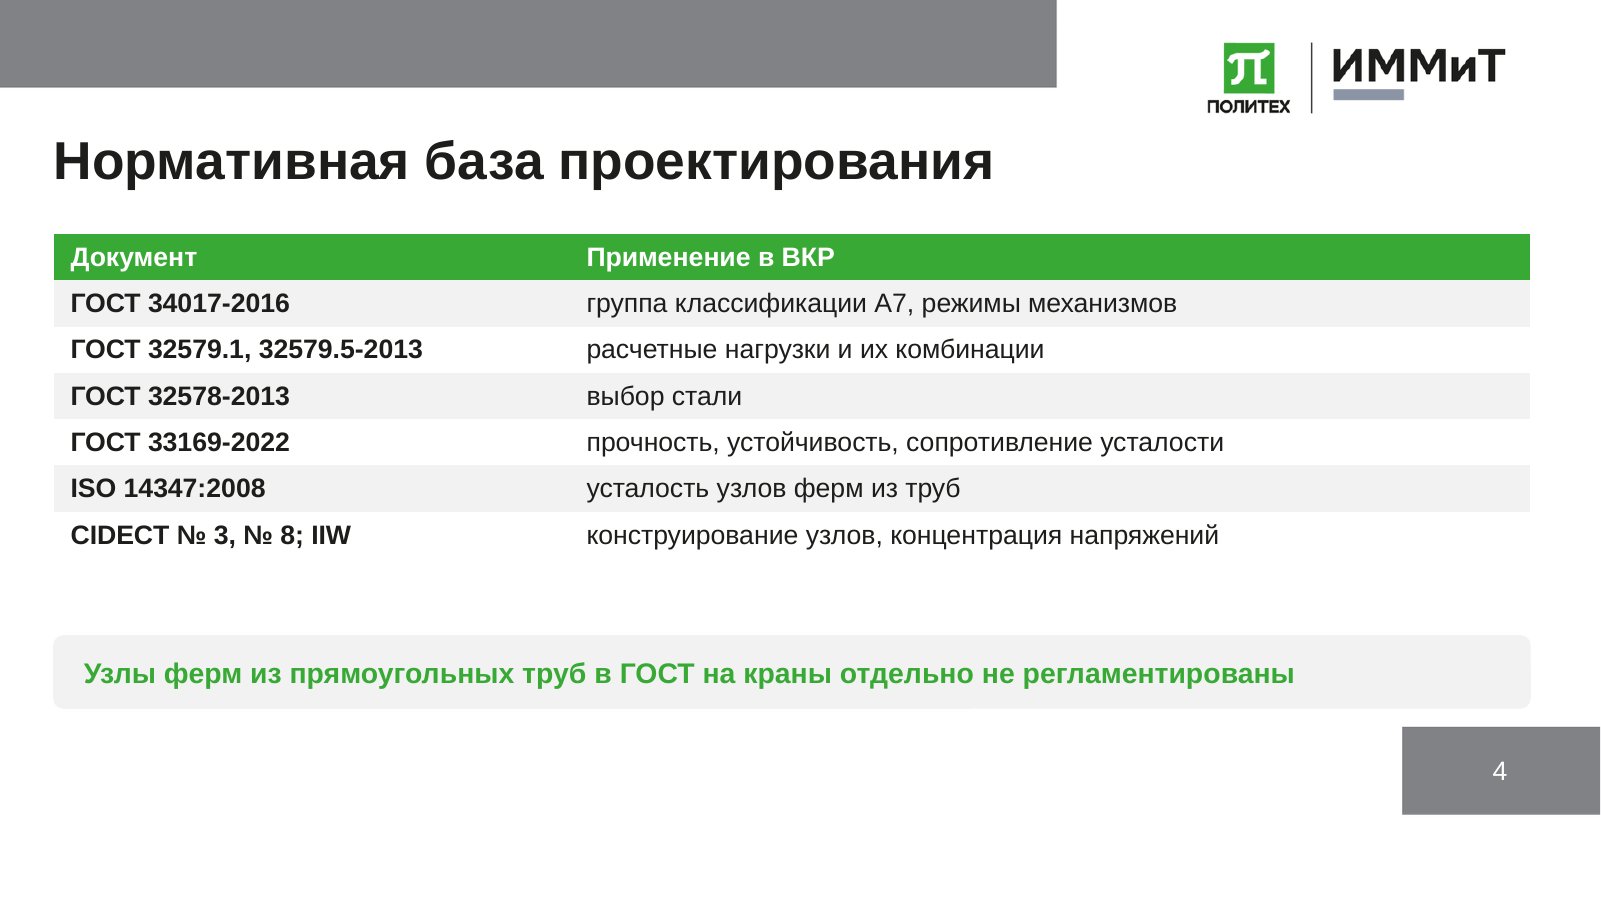 ПОЛИТЕХ
ИММиТ
Нормативная база проектирования
Документ Применение в ВКР
ГОСТ 34017-2016 группа классификации А7, режимы механизмов
ГОСТ 32579.1, 32579.5-2013 расчетные нагрузки и их комбинации
ГОСТ 32578-2013 выбор стали
ГОСТ 33169-2022 прочность, устойчивость, сопротивление усталости
ISO 14347:2008 усталость узлов ферм из труб
CIDECT № 3, № 8; IIW конструирование узлов, концентрация напряжений
Узлы ферм из прямоугольных труб в ГОСТ на краны отдельно не регламентированы
4